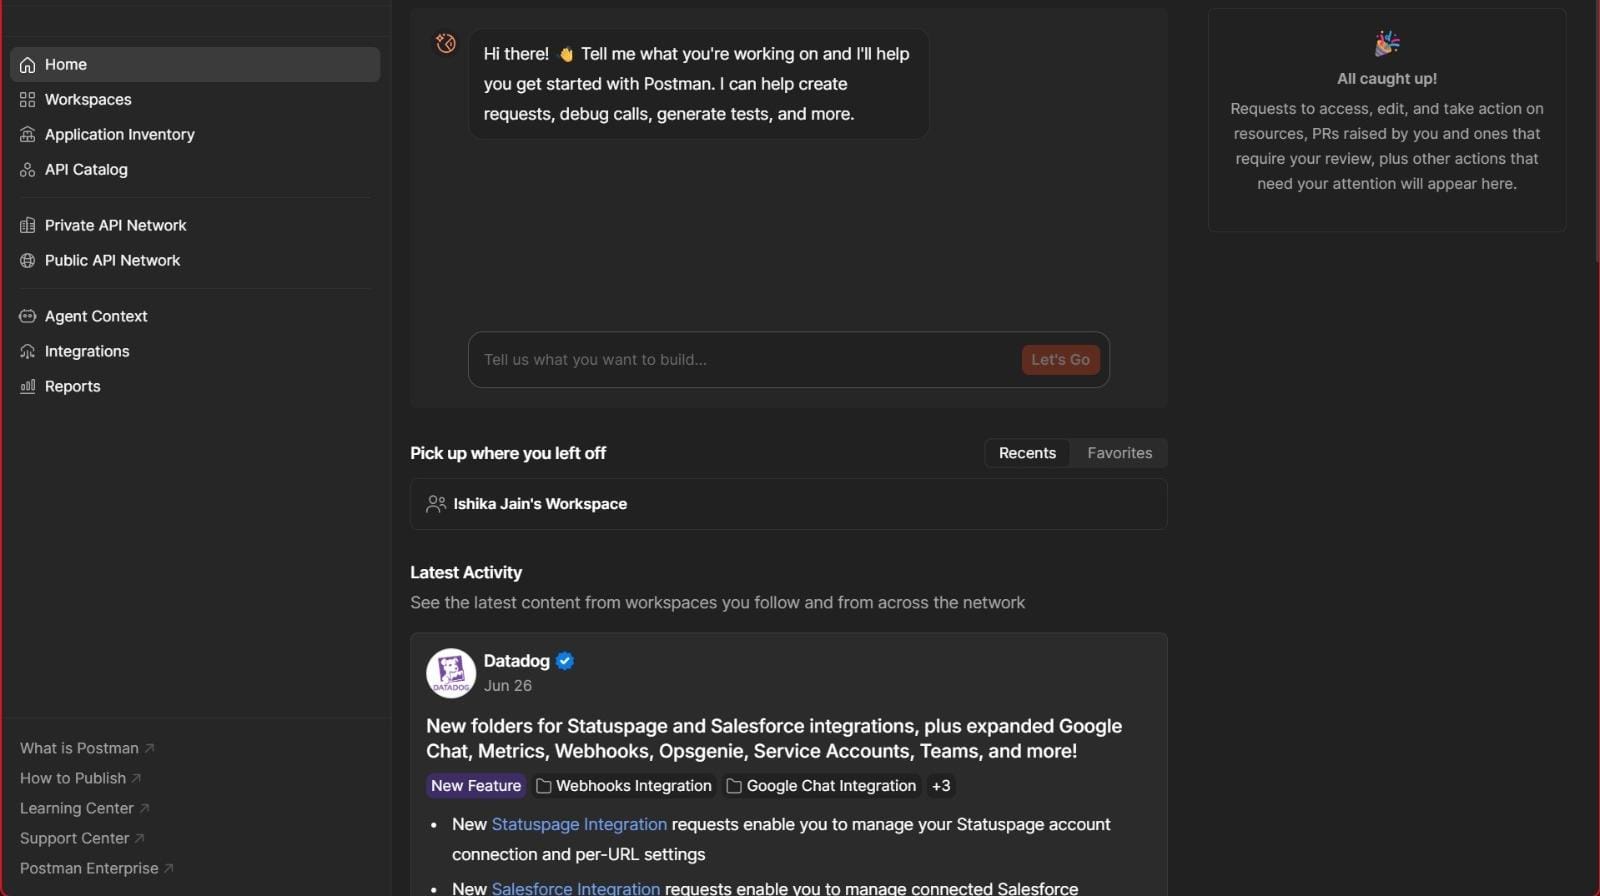 Home
Workspaces
Application Inventory
API Catalog
Private API Network
Public API Network
Agent Context
Integrations
Reports
What is Postman ↗
How to Publish ↗
Learning Center ↗
Support Center ↗
Postman Enterprise ↗
Hi there! 👋 Tell me what you're working on and I'll help
you get started with Postman. I can help create
requests, debug calls, generate tests, and more.
Tell us what you want to build...
Let's Go
Pick up where you left off
Recents
Favorites
Ishika Jain's Workspace
Latest Activity
See the latest content from workspaces you follow and from across the network
DATADOG
Datadog
Jun 26
New folders for Statuspage and Salesforce integrations, plus expanded Google
Chat, Metrics, Webhooks, Opsgenie, Service Accounts, Teams, and more!
New Feature Webhooks Integration Google Chat Integration +3
• New Statuspage Integration requests enable you to manage your Statuspage account
connection and per-URL settings
• New Salesforce Integration requests enable you to manage connected Salesforce
All caught up!
Requests to access, edit, and take action on
resources, PRs raised by you and ones that
require your review, plus other actions that
need your attention will appear here.